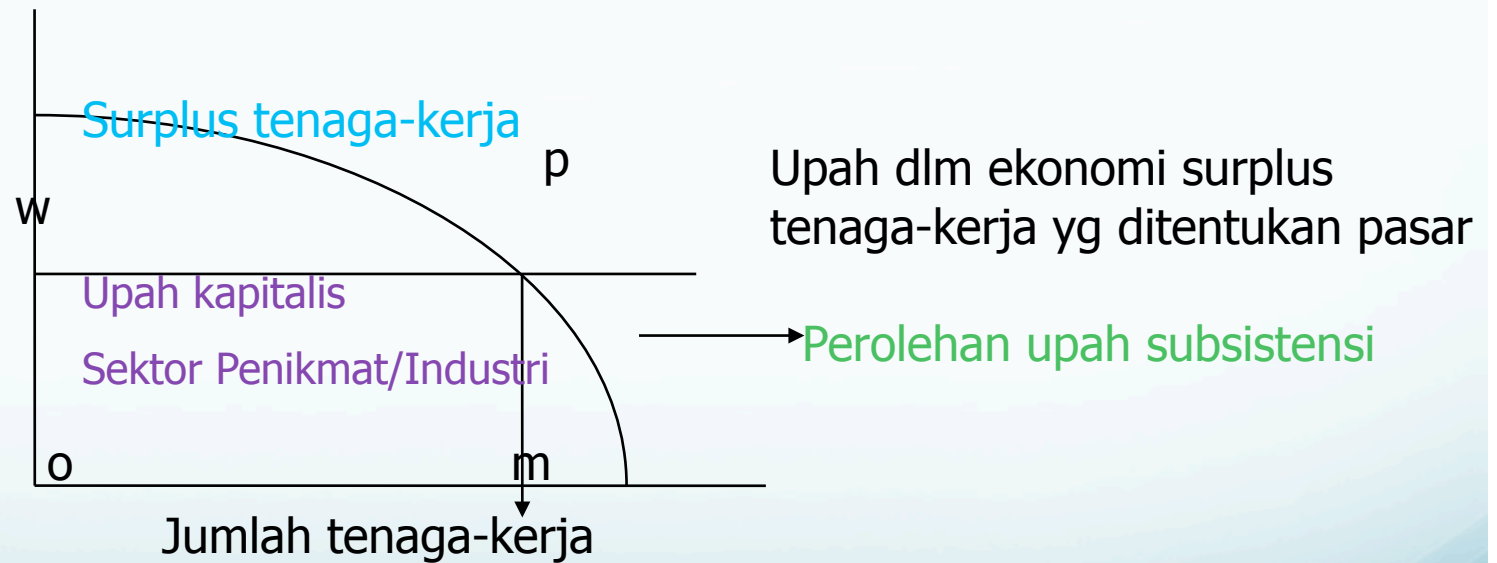 Surplus tenaga-kerja
p
Upah dlm ekonomi surplus
tenaga-kerja yg ditentukan pasar
w
Upah kapitalis
Perolehan upah subsistensi
Sektor Penikmat/Industri
o
m
Jumlah tenaga-kerja